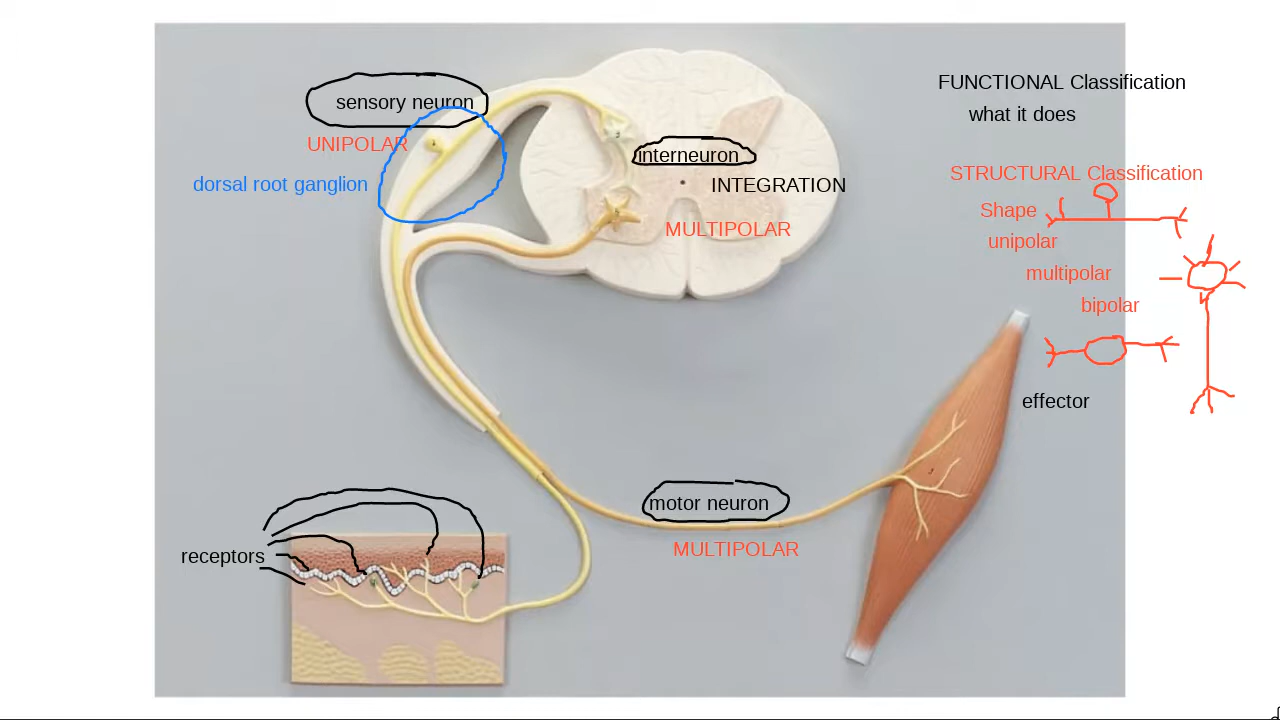 FUNCTIONAL Classification
what it does
sensory neuron
UNIPOLAR
dorsal root ganglion
interneuron
INTEGRATION
MULTIPOLAR
STRUCTURAL Classification
Shape
unipolar
multipolar
bipolar
effector
motor neuron
MULTIPOLAR
receptors